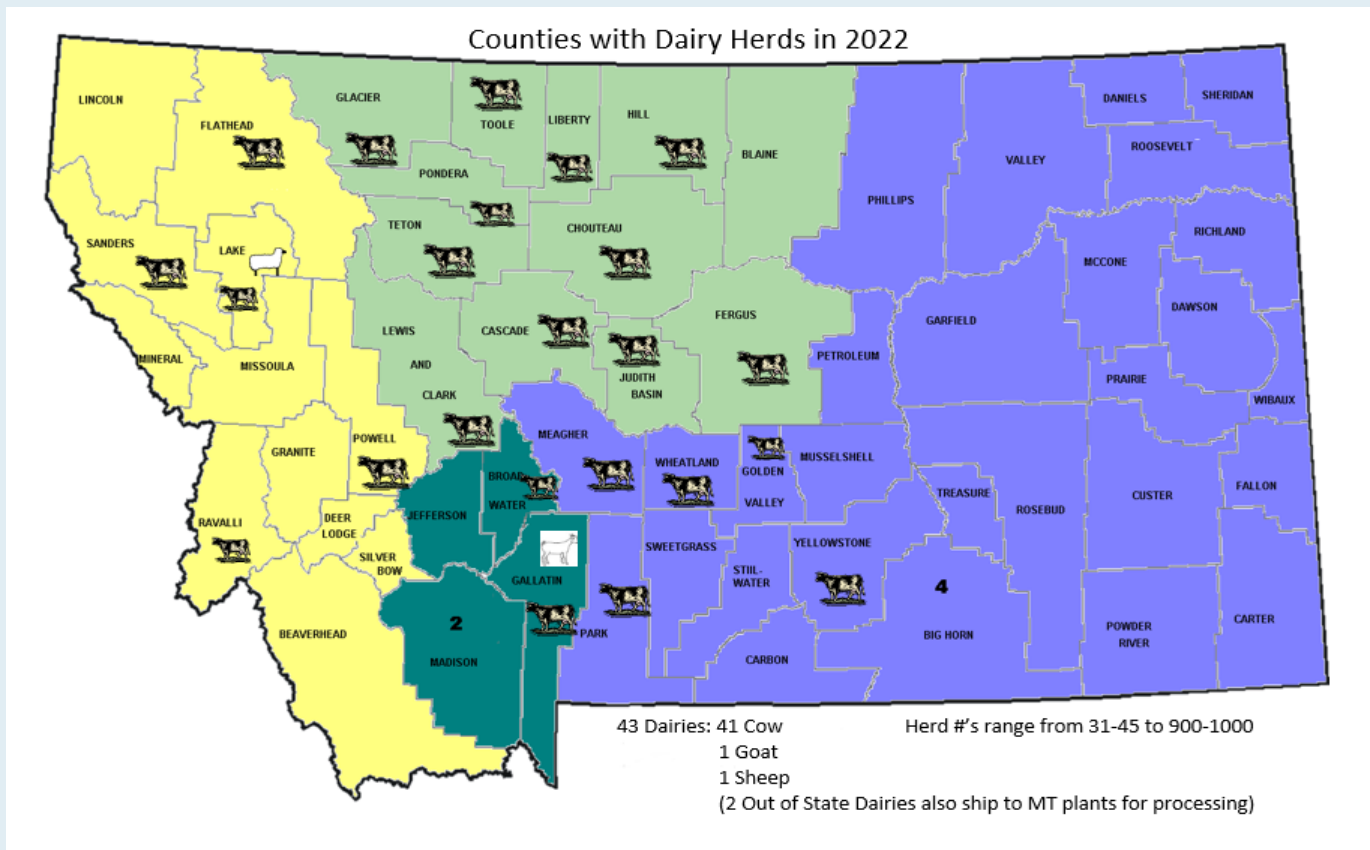 Counties with Dairy Herds in 2022
LINCOLN
FLATHEAD
GLACIER
TOOLE
LIBERTY
HILL
BLAINE
PHILLIPS
VALLEY
DANIELS
SHERIDAN
ROOSEVELT
PONDERA
SANDERS
LAKE
TETON
CHOUTEAU
MCCONE
RICHLAND
DAWSON
LEWIS
AND
CLARK
CASCADE
JUDITH
BASIN
FERGUS
PETROLEUM
GARFIELD
PRAIRIE
WIBAUX
MINERAL
MISSOULA
GRANITE
POWELL
MEAGHER
WHEATLAND
GOLDEN
VALLEY
MUSSELSHELL
TREASURE
ROSEBUD
CUSTER
FALLON
RAVALLI
DEER
LODGE
SILVER
BOW
JEFFERSON
BROAD
WATER
GALLATIN
SWEETGRASS
STIIL-
WATER
YELLOWSTONE
4
BIG HORN
POWDER
RIVER
CARTER
BEAVERHEAD
2
MADISON
PARK
CARBON
43 Dairies: 41 Cow
1 Goat
1 Sheep
(2 Out of State Dairies also ship to MT plants for processing)
Herd #'s range from 31-45 to 900-1000